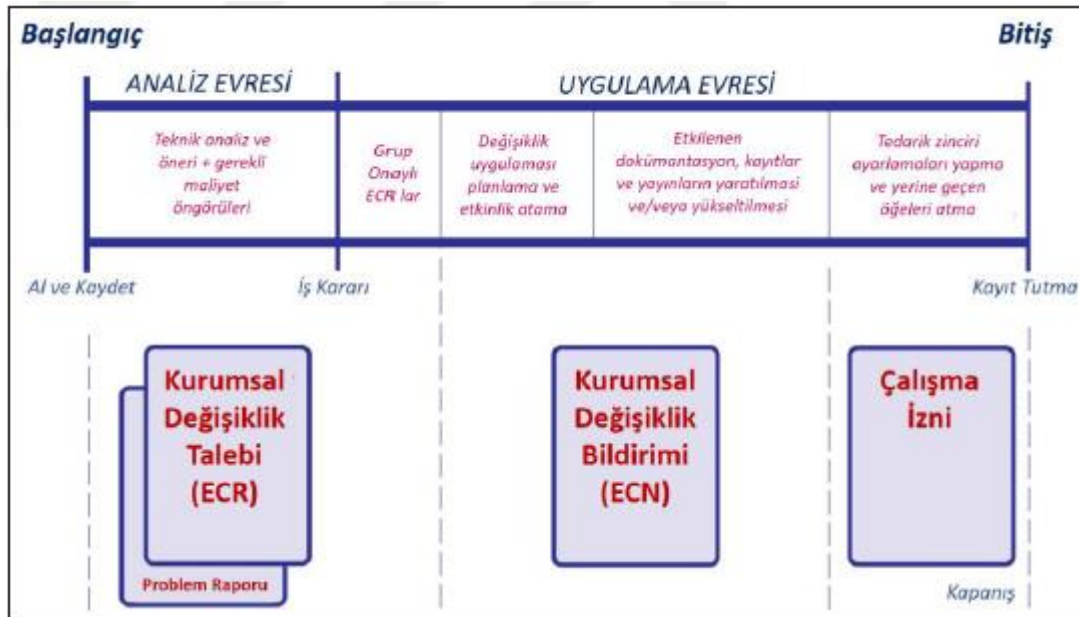 Başlangıç
Bitiş
ANALİZ EVRESİ
UYGULAMA EVRESİ
Teknik analiz ve
öneri + gerekli
maliyet
öngörüleri
Grup
Onaylı
ECR lar
Değişiklik
uygulaması
planlama ve
etkinlik atama
Etkilenen
dokümantasyon, kayıtlar
ve yayınların yaratılmasi
ve/veya yükseltilmesi
Tedarik zinciri
ayarlamaları yapma
ve yerine geçen
öğeleri atma
Al ve Kaydet
İş Kararı
Kayıt Tutma
Kurumsal
Değişiklik
Talebi
(ECR)
Problem Raporu
Kurumsal
Değişiklik
Bildirimi
(ECN)
Çalışma
İzni
Kapanış